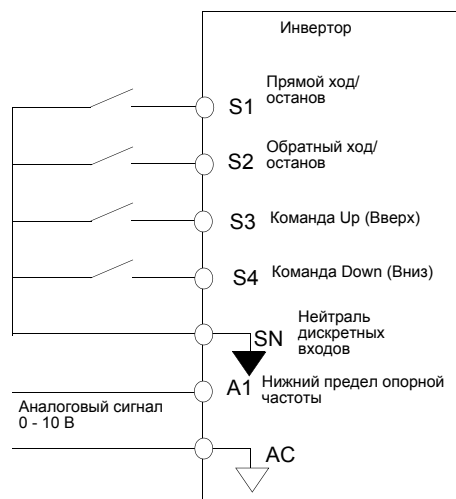 Инвертор
S1
Прямой ход/
останов
S2
Обратный ход/
останов
S3
Команда Up (Вверх)
S4
Команда Down (Вниз)
SN
Нейтраль
дискретных
входов
A1
Нижний предел опорной
частоты
Аналоговый сигнал
0 - 10 В
AC